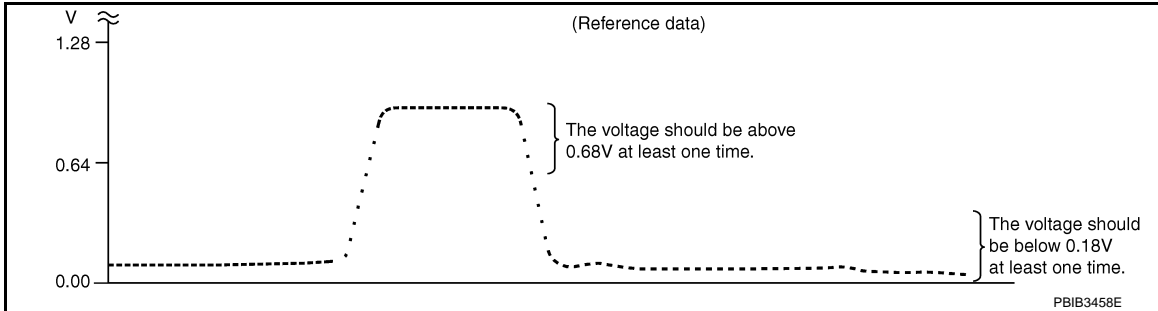 V
(Reference data)
1.28
The voltage should be above
0.68V at least one time.
0.64
The voltage should
be below 0.18V
at least one time.
0.00
PBIB3458E